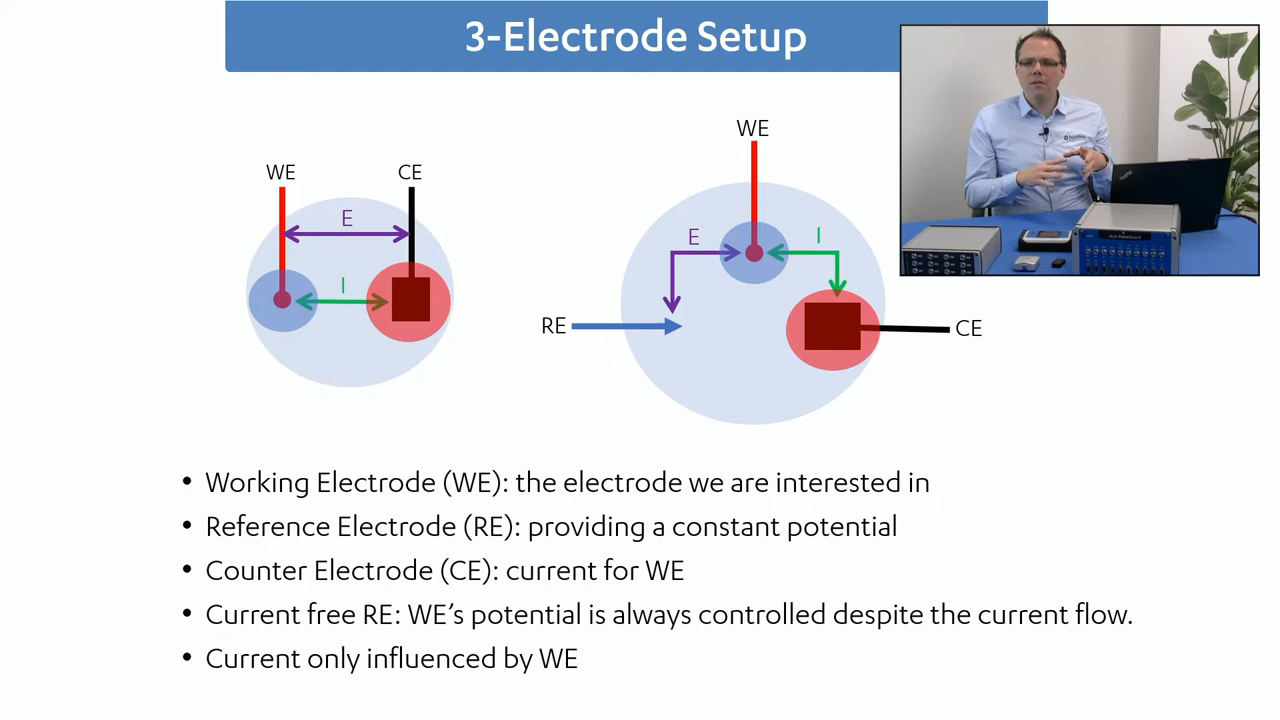 3-Electrode Setup
WE
CE
E
I
WE
E
I
RE
CE
• Working Electrode (WE): the electrode we are interested in
• Reference Electrode (RE): providing a constant potential
• Counter Electrode (CE): current for WE
• Current free RE: WE’s potential is always controlled despite the current flow.
• Current only influenced by WE